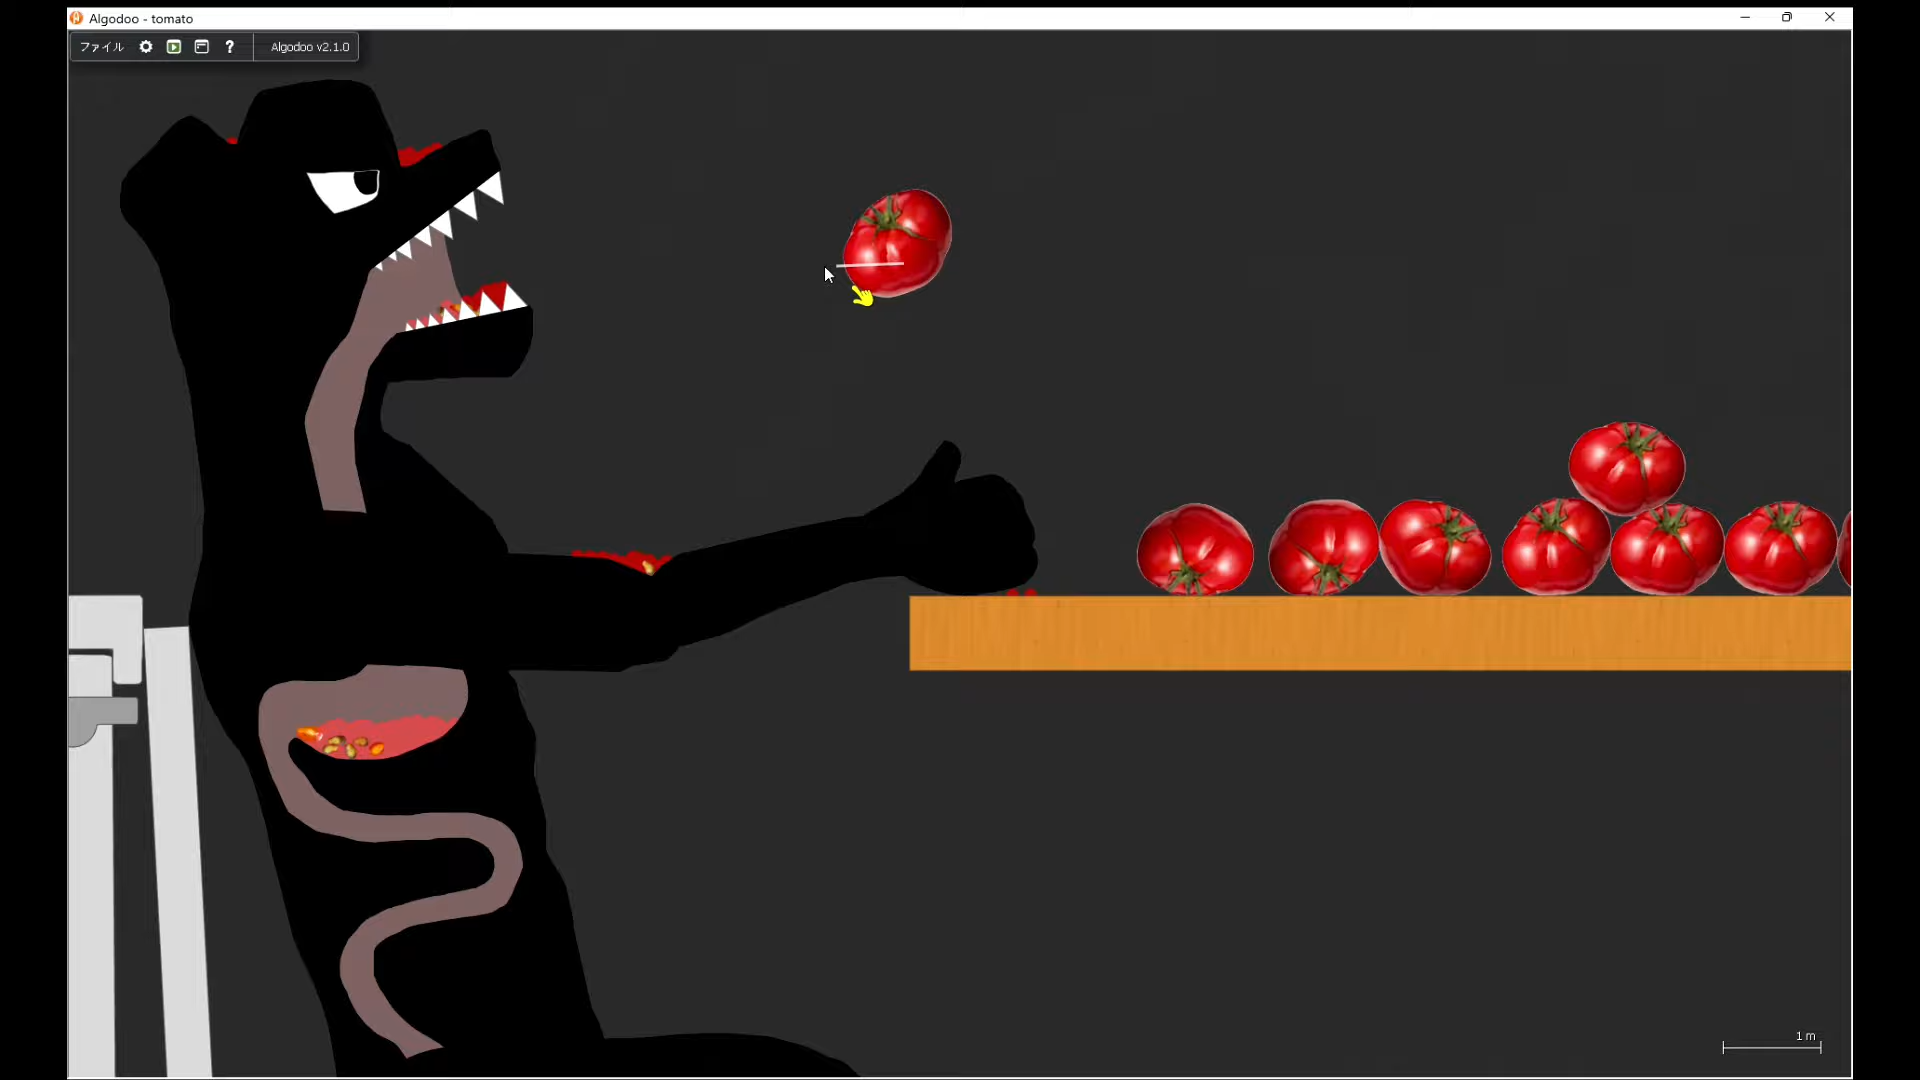 Algodoo - tomato
ファイル ? Algodoo v2.1.0
1 m